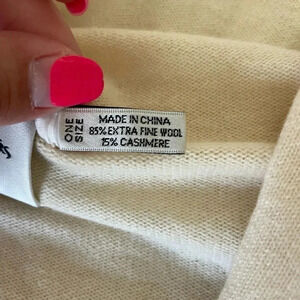 ONE
SIZE
MADE IN CHINA
85% EXTRA FINE WOOL
15% CASHMERE